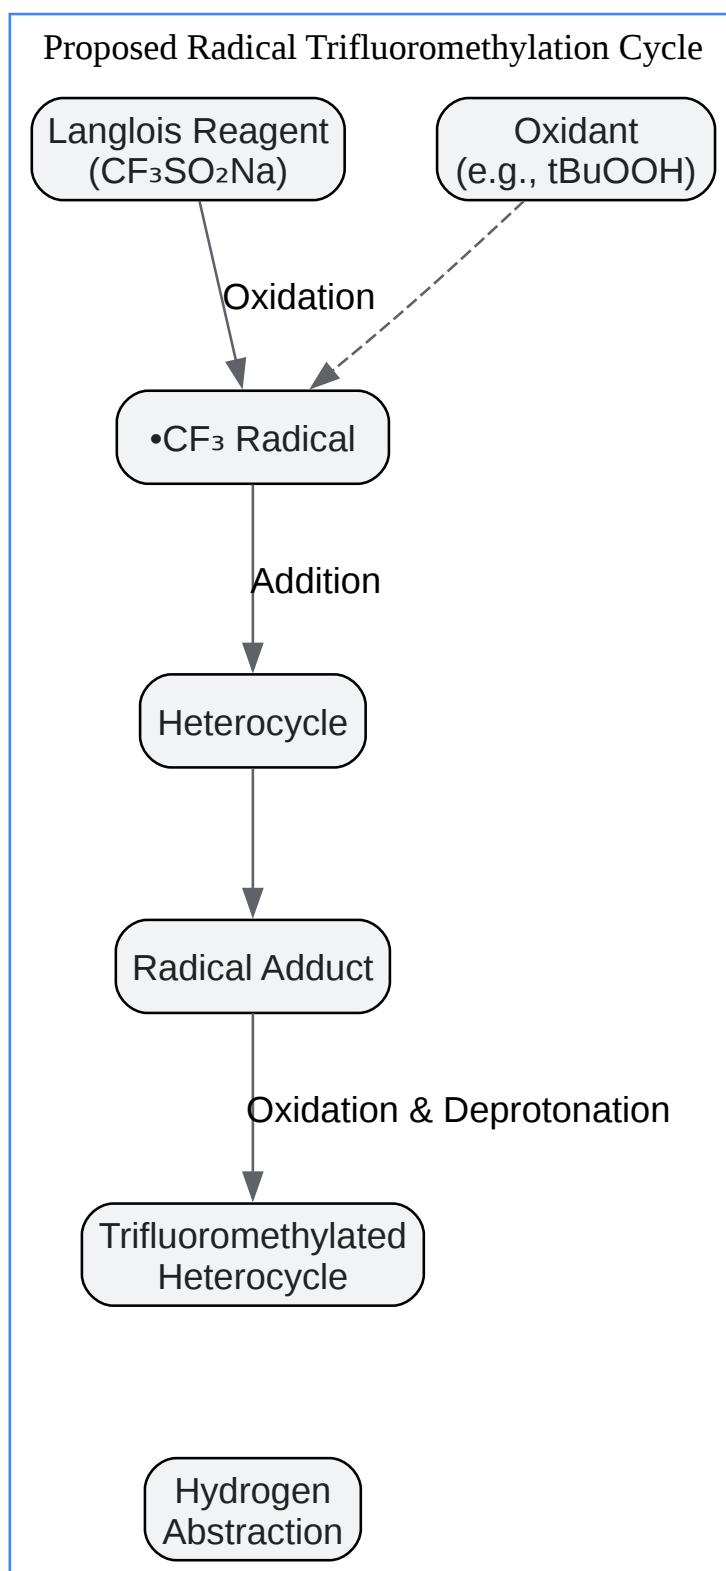 Proposed Radical Trifluoromethylation Cycle
Langlois Reagent
(CF₃SO₂Na)
Oxidant
(e.g., tBuOOH)
Oxidation
•CF₃ Radical
Addition
Heterocycle
Radical Adduct
Oxidation & Deprotonation
Trifluoromethylated
Heterocycle
Hydrogen
Abstraction